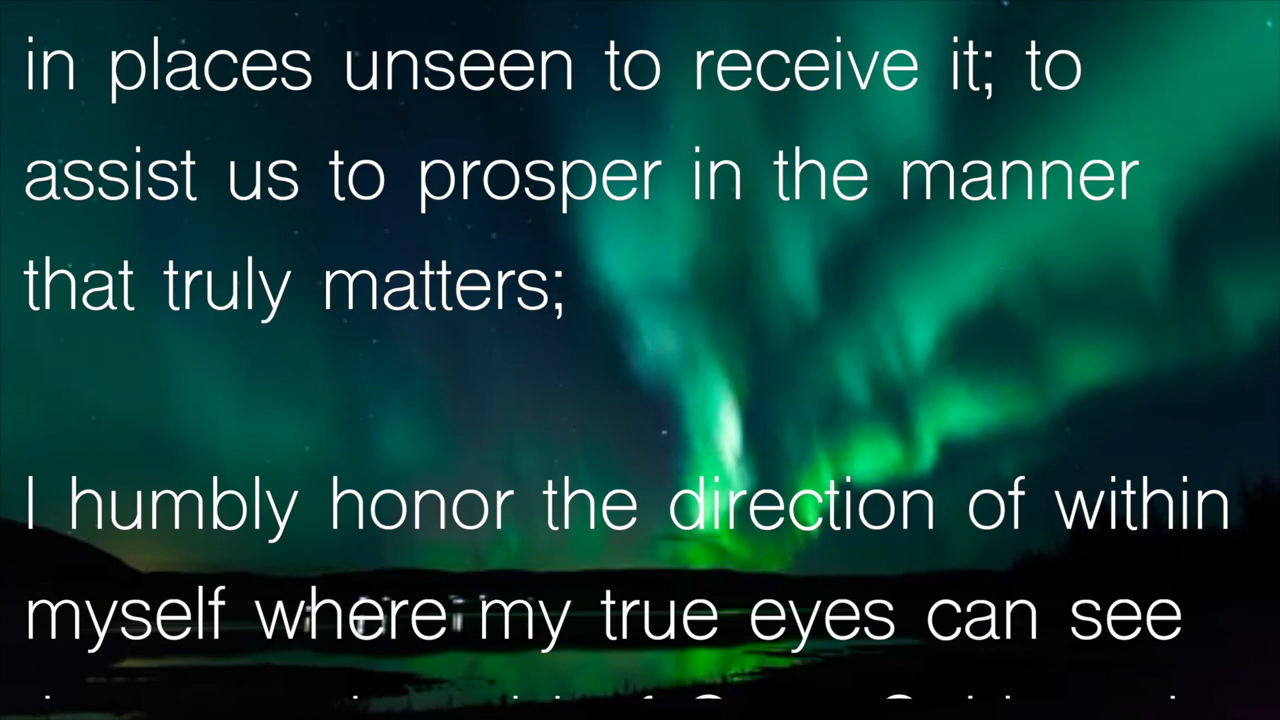 in places unseen to receive it; to
assist us to prosper in the manner
that truly matters;
I humbly honor the direction of within
myself where my true eyes can see